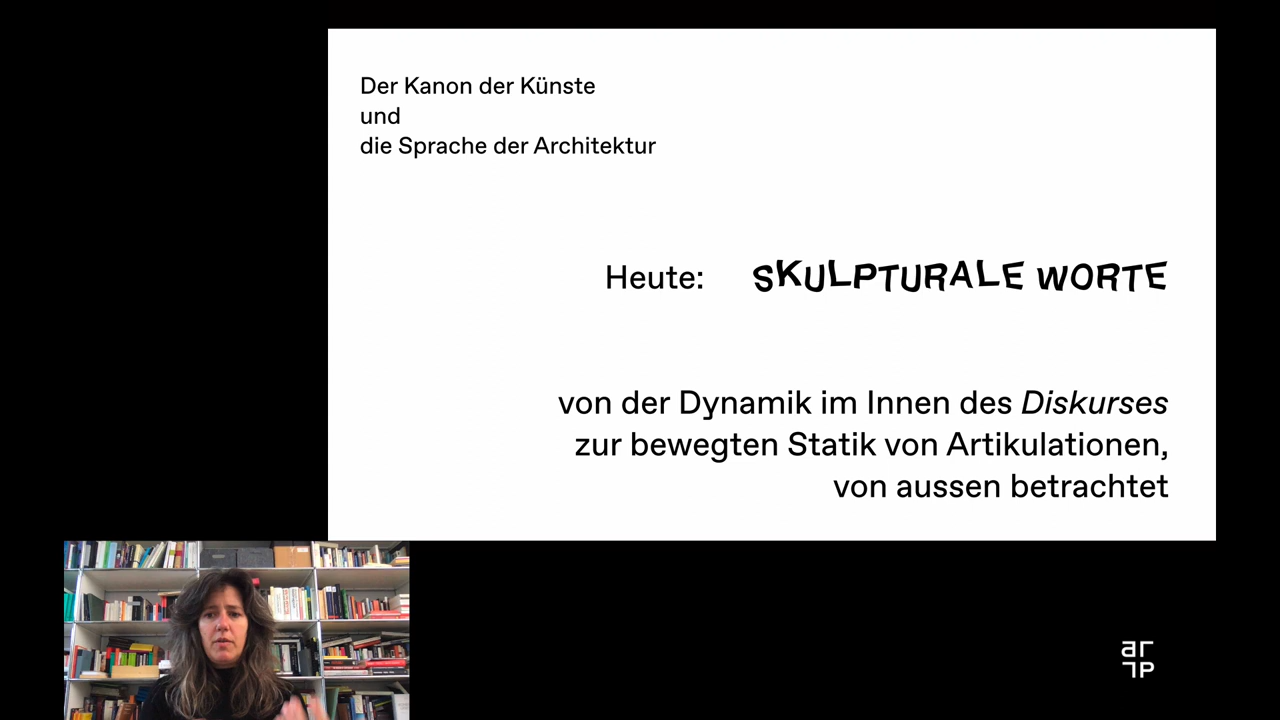 Der Kanon der Künste
und
die Sprache der Architektur
Heute: SKULPTURALE WORTE
von der Dynamik im Innen des Diskurses
zur bewegten Statik von Artikulationen,
von aussen betrachtet